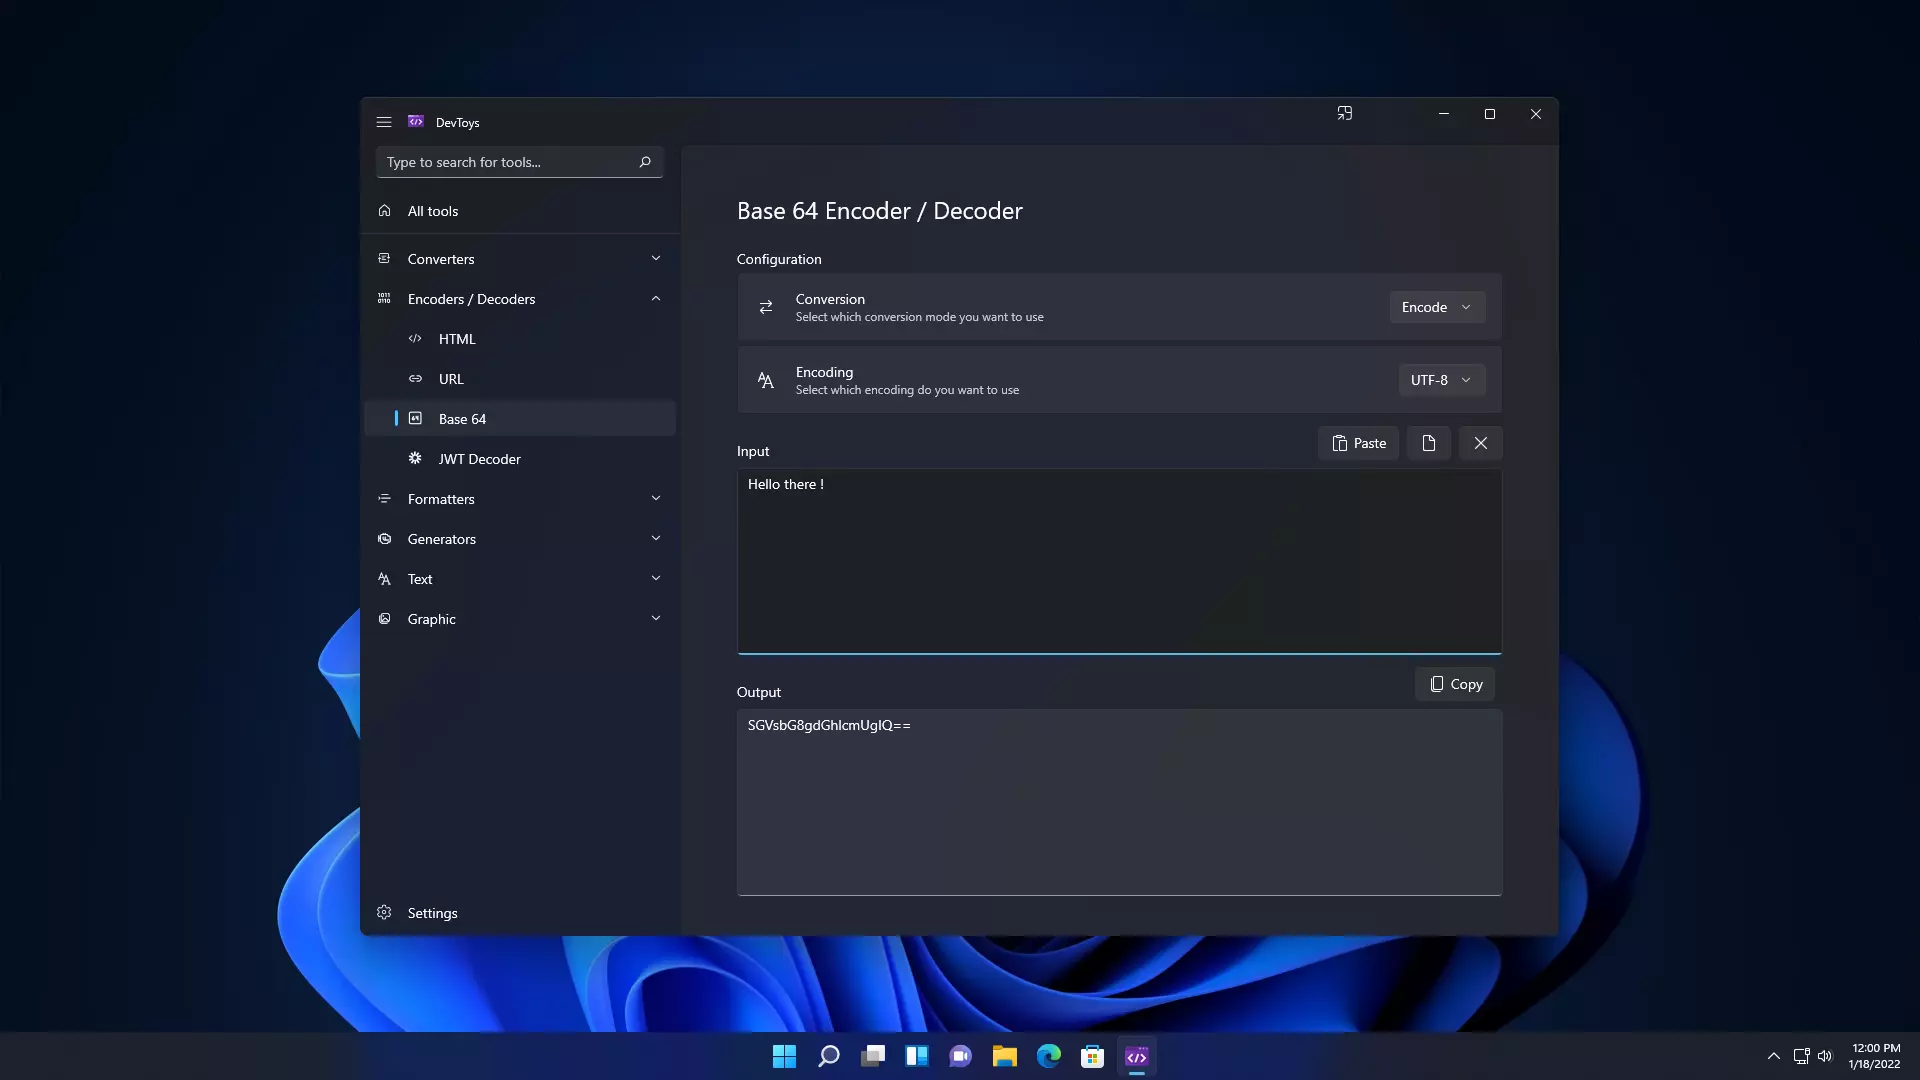 DevToys
Type to search for tools...
All tools
Converters
Encoders / Decoders
HTML
URL
Base 64
JWT Decoder
Formatters
Generators
Text
Graphic
Settings
Base 64 Encoder / Decoder
Configuration
Conversion
Select which conversion mode you want to use
Encode
Encoding
Select which encoding do you want to use
UTF-8
Input
Paste
Hello there !
Output
Copy
SGVsbG8gdGhlcmUgIQ==
12:00 PM
1/18/2022